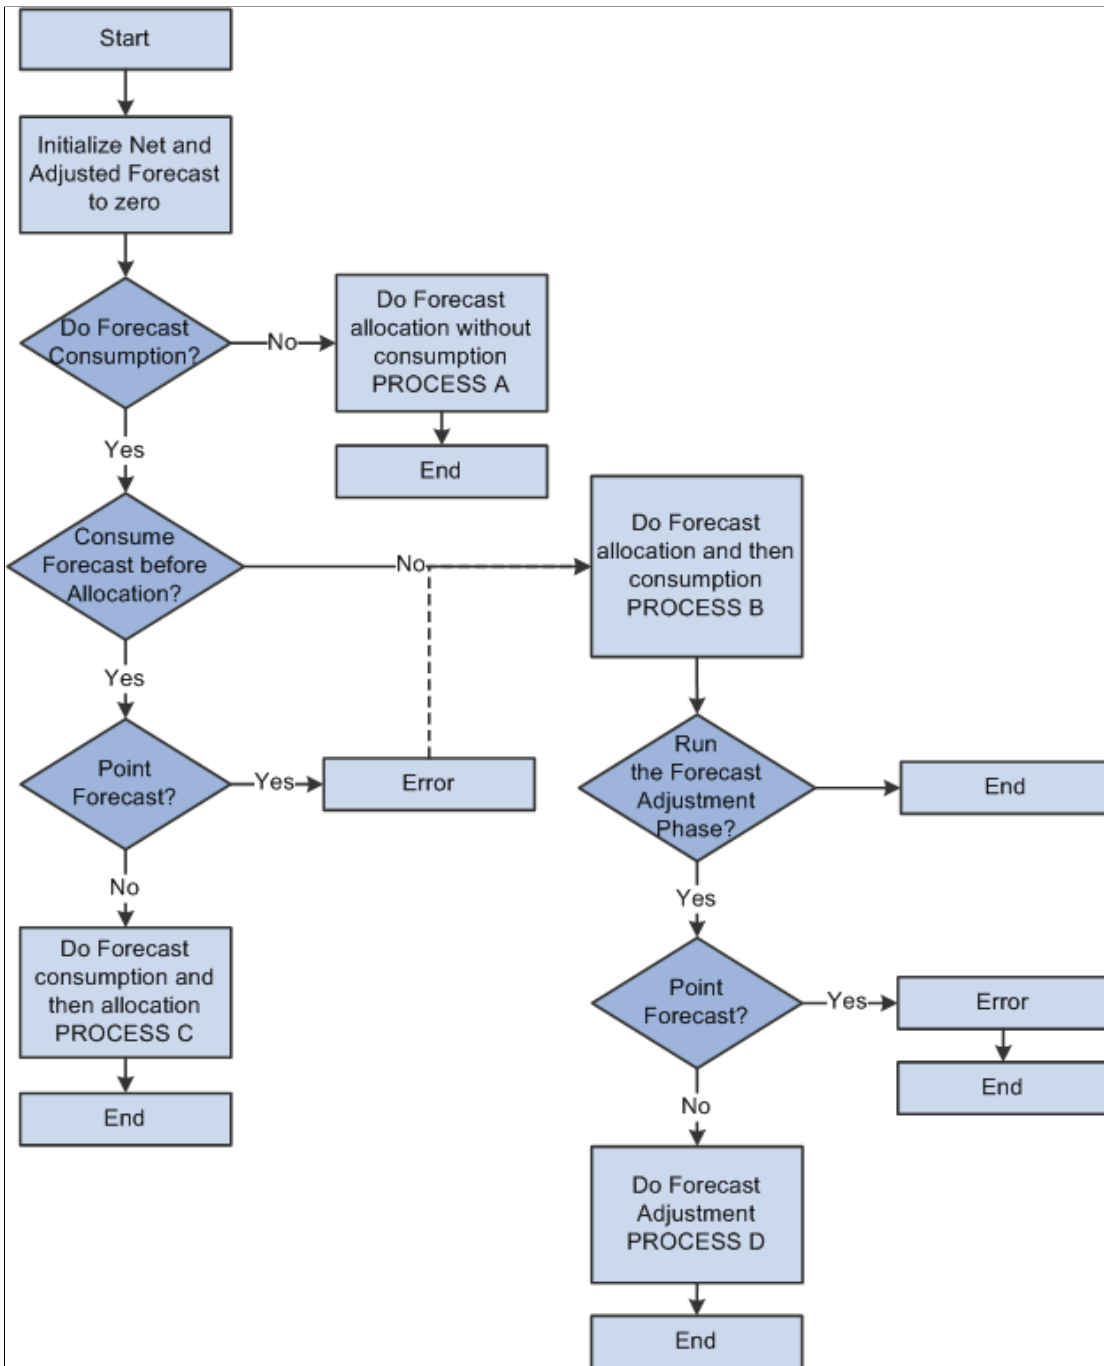 Start
Initialize Net and
Adjusted Forecast
to zero
Do Forecast
Consumption?
No
Do Forecast
allocation without
consumption
PROCESS A
End
Yes
Consume
Forecast before
Allocation?
No
Do Forecast
allocation and then
consumption
PROCESS B
Yes
Point
Forecast?
Yes
Error
Run
the Forecast
Adjustment
Phase?
End
No
Yes
Do Forecast
consumption and
then allocation
PROCESS C
End
Point
Forecast?
Yes
Error
End
No
Do Forecast
Adjustment
PROCESS D
End